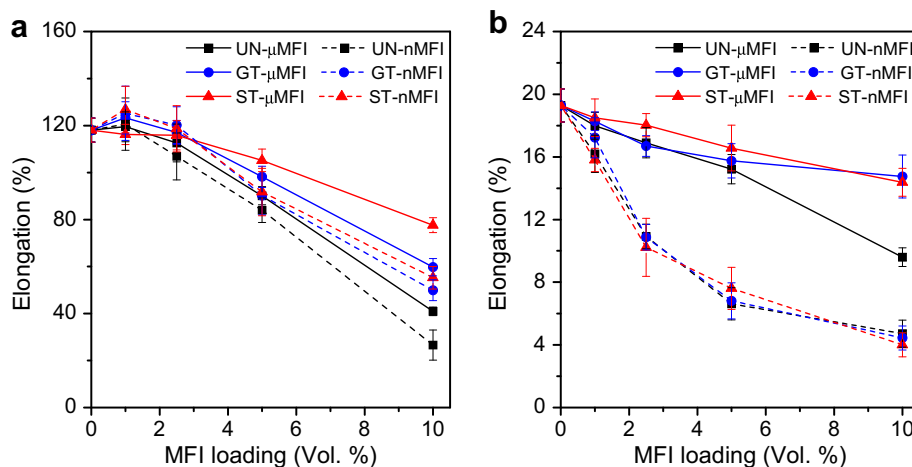 a
160
120
80
40
0
0 2 4 6 8 10
Elongation (%)
MFI loading (Vol. %)
UN-μMFI UN-nMFI
GT-μMFI GT-nMFI
ST-μMFI ST-nMFI
b
24
20
16
12
8
4
0
0 2 4 6 8 10
Elongation (%)
MFI loading (Vol. %)
UN-μMFI UN-nMFI
GT-μMFI GT-nMFI
ST-μMFI ST-nMFI